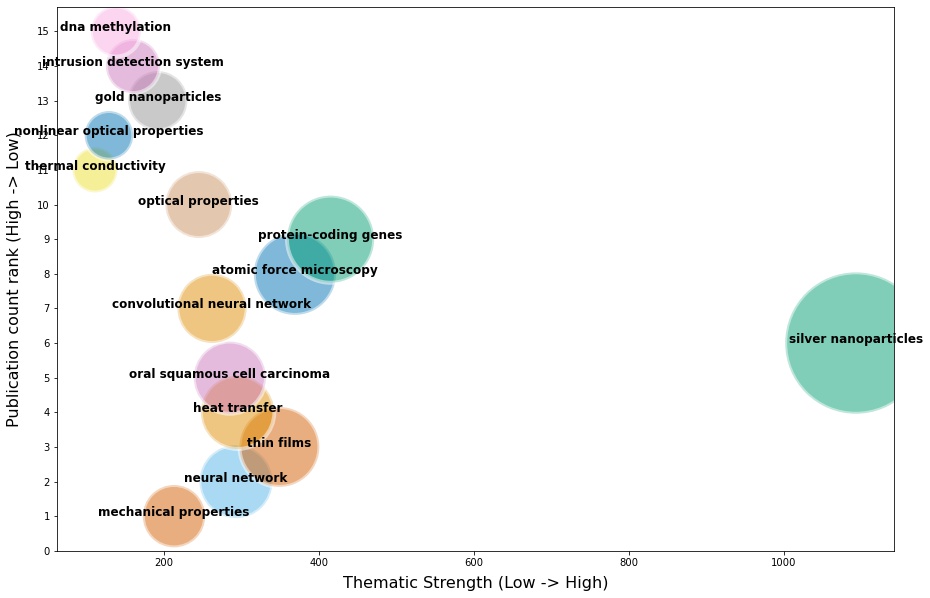 15
dna methylation
14
intrusion detection system
13
gold nanoparticles
12
nonlinear optical properties
11
thermal conductivity
10
optical properties
9
protein-coding genes
8
atomic force microscopy
7
convolutional neural network
6
silver nanoparticles
5
oral squamous cell carcinoma
4
heat transfer
3
thin films
2
neural network
1
mechanical properties
0
200
400
600
800
1000
Publication count rank (High -> Low)
Thematic Strength (Low -> High)